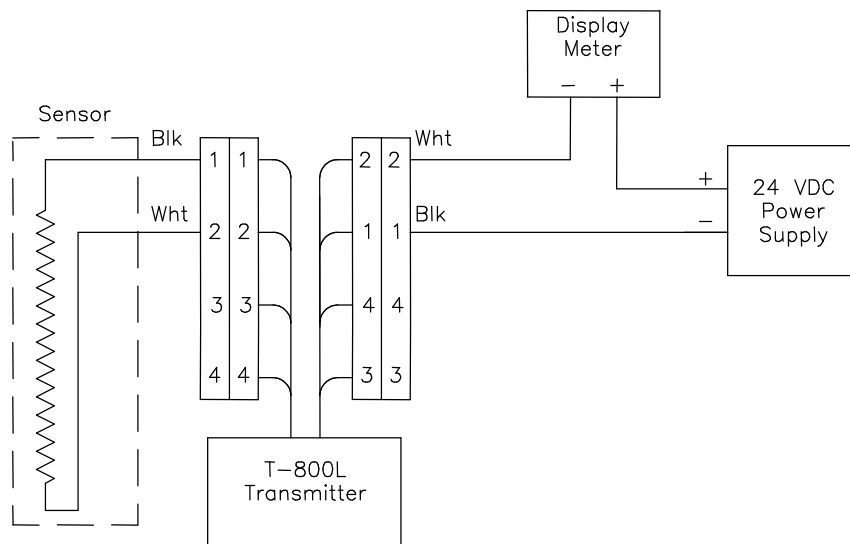 Display
Meter
− +
Sensor
Blk
Wht
1 1
2 2
3 3
4 4
2 2
1 1
4 4
3 3
Wht
Blk
+
−
24 VDC
Power
Supply
T−800L
Transmitter